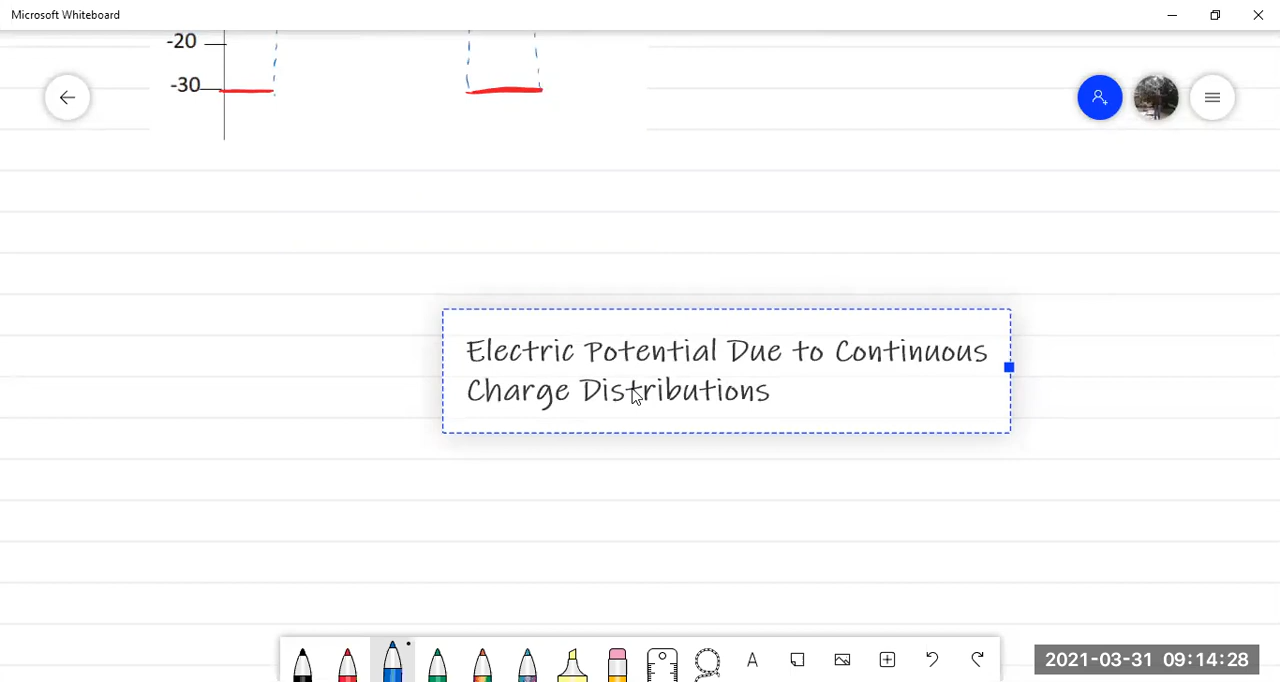 Microsoft Whiteboard
-20
-30
Electric Potential Due to Continuous
Charge Distributions
A
2021-03-31 09:14:28